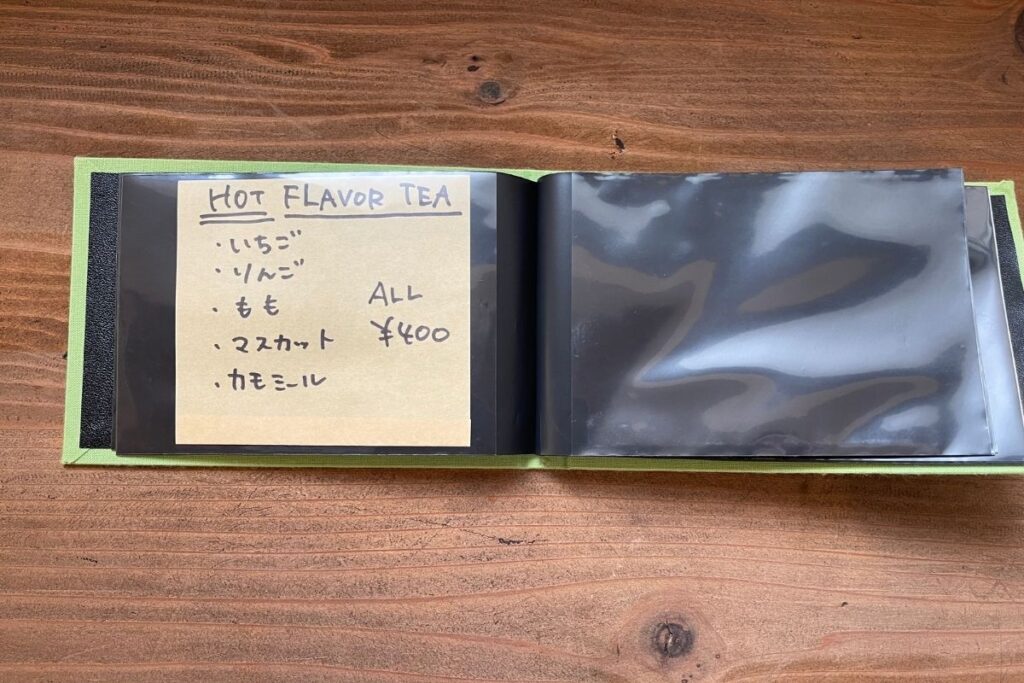 HOT FLAVOR TEA
・いちご
・りんご
・もも
・マスカット
・カモミール
ALL
¥400